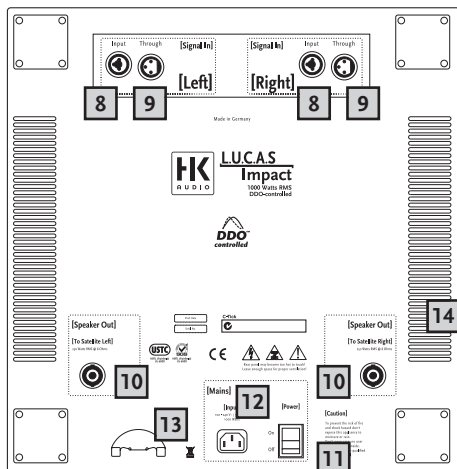 Input Through [Signal In]
[Signal In] Input Through
[Left]
[Right]
8 9
8 9
Made in Germany
HK
AUDIO
L.U.C.A.S
Impact
1000 Watts RMS
DDO-controlled
DDO
controlled
C-Tick
14
[Speaker Out]
[To Satellite Left]
10
USTC
CE
[Speaker Out]
[To Satellite Right]
10
[Mains]
12
[Power]
On
Off
13
[Caution]
11